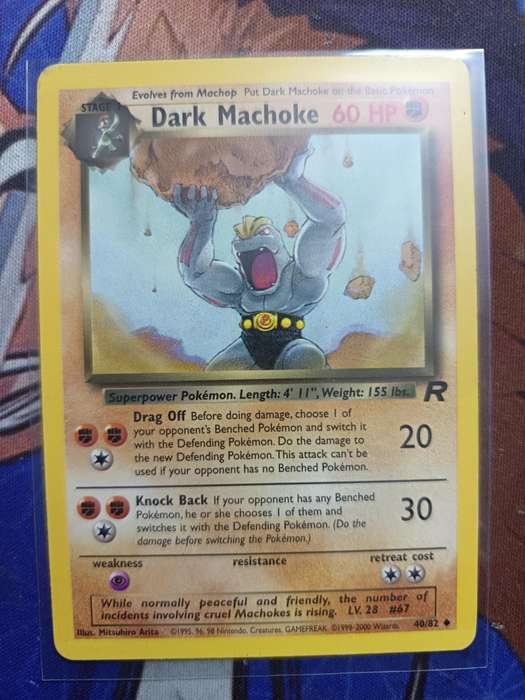 Evolves from Machop Put Dark Machoke on the Basic Pokémon
STAGE
Dark Machoke 60 HP
Superpower Pokémon. Length: 4' 11", Weight: 155 lbs.
R
Drag Off Before doing damage, choose 1 of
your opponent's Benched Pokémon and switch it
with the Defending Pokémon. Do the damage to
the new Defending Pokémon. This attack can't be
used if your opponent has no Benched Pokémon.
20
Knock Back If your opponent has any Benched
Pokémon, he or she chooses 1 of them and
switches it with the Defending Pokémon. (Do the
damage before switching the Pokémon.)
30
weakness resistance retreat cost
While normally peaceful and friendly, the number of
incidents involving cruel Machokes is rising. LV. 28 #67
Illus. Mitsuhiro Arita ©1995, 96, 98 Nintendo, Creatures, GAMEFREAK. ©1999-2000 Wizards. 40/82